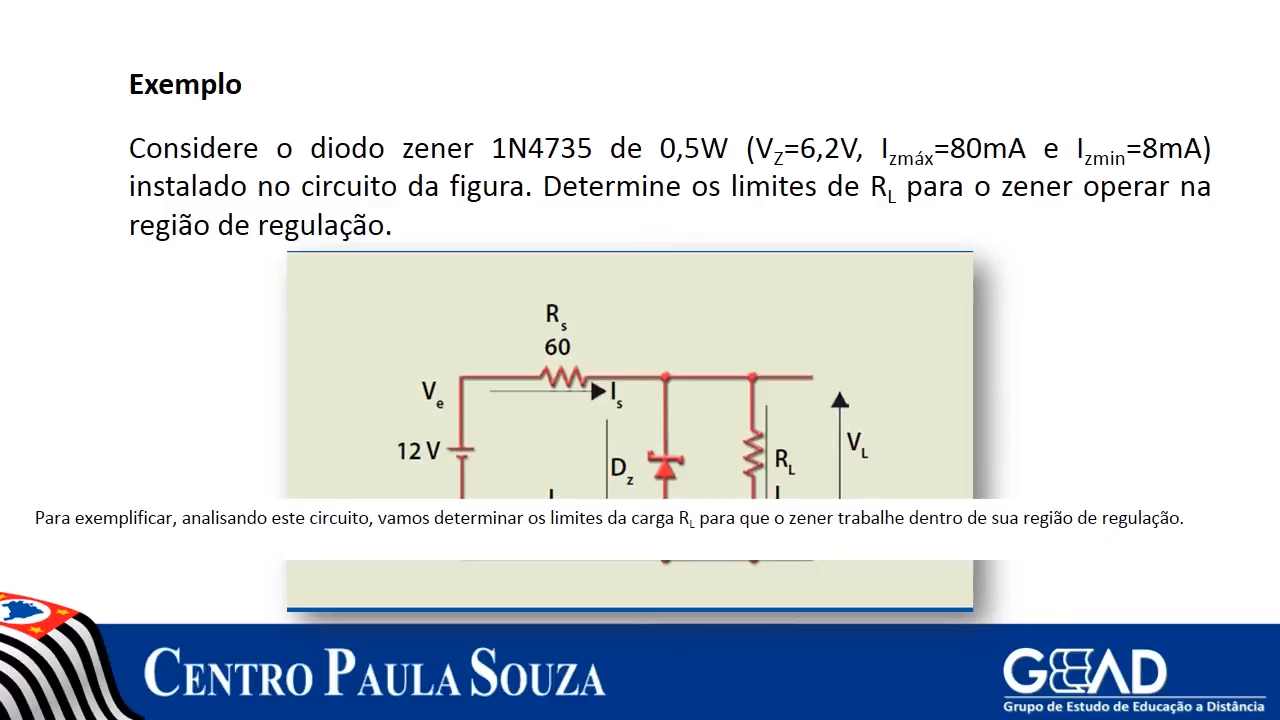 Exemplo
Considere o diodo zener 1N4735 de 0,5W (VZ=6,2V, Izmáx=80mA e Izmin=8mA)
instalado no circuito da figura. Determine os limites de RL para o zener operar na
região de regulação.
Rs
60
Ve
Is
12 V
Dz
RL
VL
Para exemplificar, analisando este circuito, vamos determinar os limites da carga RL para que o zener trabalhe dentro de sua região de regulação.
CENTRO PAULA SOUZA
GEEAD
Grupo de Estudo de Educação a Distância